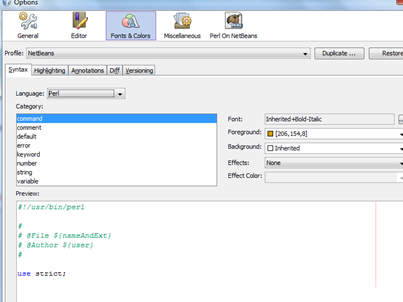 Options
General
Editor
Fonts & Colors
Miscellaneous
Perl On NetBeans
Profile: NetBeans
Duplicate ...
Restore
Syntax
Highlighting
Annotations
Diff
Versioning
Language: Perl
Category:
command
comment
default
error
keyword
number
string
variable
Font: Inherited+Bold-Italic
...
Foreground: [206,154,8]
Background: Inherited
Effects: None
Effect Color:
Preview:
#!/usr/bin/perl
#
# @File ${nameAndExt}
# @Author ${user}
#
use strict;